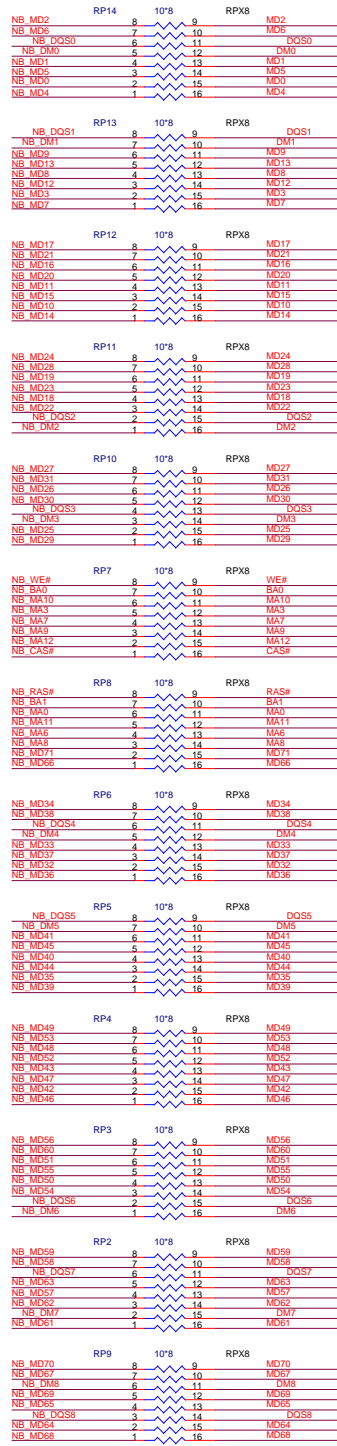 RP14 10*8 RPX8
NB_MD2 8 9 MD2
NB_MD6 7 10 MD6
NB_DQS0 6 11 DQS0
NB_DM0 5 12 DM0
NB_MD1 4 13 MD1
NB_MD5 3 14 MD5
NB_MD0 2 15 MD0
NB_MD4 1 16 MD4
RP13 10*8 RPX8
NB_DQS1 8 9 DQS1
NB_DM1 7 10 DM1
NB_MD9 6 11 MD9
NB_MD13 5 12 MD13
NB_MD8 4 13 MD8
NB_MD12 3 14 MD12
NB_MD3 2 15 MD3
NB_MD7 1 16 MD7
RP12 10*8 RPX8
NB_MD17 8 9 MD17
NB_MD21 7 10 MD21
NB_MD16 6 11 MD16
NB_MD20 5 12 MD20
NB_MD11 4 13 MD11
NB_MD15 3 14 MD15
NB_MD10 2 15 MD10
NB_MD14 1 16 MD14
RP11 10*8 RPX8
NB_MD24 8 9 MD24
NB_MD28 7 10 MD28
NB_MD19 6 11 MD19
NB_MD23 5 12 MD23
NB_MD18 4 13 MD18
NB_MD22 3 14 MD22
NB_DQS2 2 15 DQS2
NB_DM2 1 16 DM2
RP10 10*8 RPX8
NB_MD27 8 9 MD27
NB_MD31 7 10 MD31
NB_MD26 6 11 MD26
NB_MD30 5 12 MD30
NB_DQS3 4 13 DQS3
NB_DM3 3 14 DM3
NB_MD25 2 15 MD25
NB_MD29 1 16 MD29
RP7 10*8 RPX8
NB_WE# 8 9 WE#
NB_BA0 7 10 BA0
NB_MA10 6 11 MA10
NB_MA3 5 12 MA3
NB_MA7 4 13 MA7
NB_MA9 3 14 MA9
NB_MA12 2 15 MA12
NB_CAS# 1 16 CAS#
RP8 10*8 RPX8
NB_RAS# 8 9 RAS#
NB_BA1 7 10 BA1
NB_MA0 6 11 MA0
NB_MA11 5 12 MA11
NB_MA6 4 13 MA6
NB_MA8 3 14 MA8
NB_MD71 2 15 MD71
NB_MD66 1 16 MD66
RP6 10*8 RPX8
NB_MD34 8 9 MD34
NB_MD38 7 10 MD38
NB_DQS4 6 11 DQS4
NB_DM4 5 12 DM4
NB_MD33 4 13 MD33
NB_MD37 3 14 MD37
NB_MD32 2 15 MD32
NB_MD36 1 16 MD36
RP5 10*8 RPX8
NB_DQS5 8 9 DQS5
NB_DM5 7 10 DM5
NB_MD41 6 11 MD41
NB_MD45 5 12 MD45
NB_MD40 4 13 MD40
NB_MD44 3 14 MD44
NB_MD35 2 15 MD35
NB_MD39 1 16 MD39
RP4 10*8 RPX8
NB_MD49 8 9 MD49
NB_MD53 7 10 MD53
NB_MD48 6 11 MD48
NB_MD52 5 12 MD52
NB_MD43 4 13 MD43
NB_MD47 3 14 MD47
NB_MD42 2 15 MD42
NB_MD46 1 16 MD46
RP3 10*8 RPX8
NB_MD56 8 9 MD56
NB_MD60 7 10 MD60
NB_MD51 6 11 MD51
NB_MD55 5 12 MD55
NB_MD50 4 13 MD50
NB_MD54 3 14 MD54
NB_DQS6 2 15 DQS6
NB_DM6 1 16 DM6
RP2 10*8 RPX8
NB_MD59 8 9 MD59
NB_MD58 7 10 MD58
NB_DQS7 6 11 DQS7
NB_MD63 5 12 MD63
NB_MD57 4 13 MD57
NB_MD62 3 14 MD62
NB_DM7 2 15 DM7
NB_MD61 1 16 MD61
RP9 10*8 RPX8
NB_MD70 8 9 MD70
NB_MD67 7 10 MD67
NB_DM8 6 11 DM8
NB_MD69 5 12 MD69
NB_MD65 4 13 MD65
NB_DQS8 3 14 DQS8
NB_MD64 2 15 MD64
NB_MD68 1 16 MD68